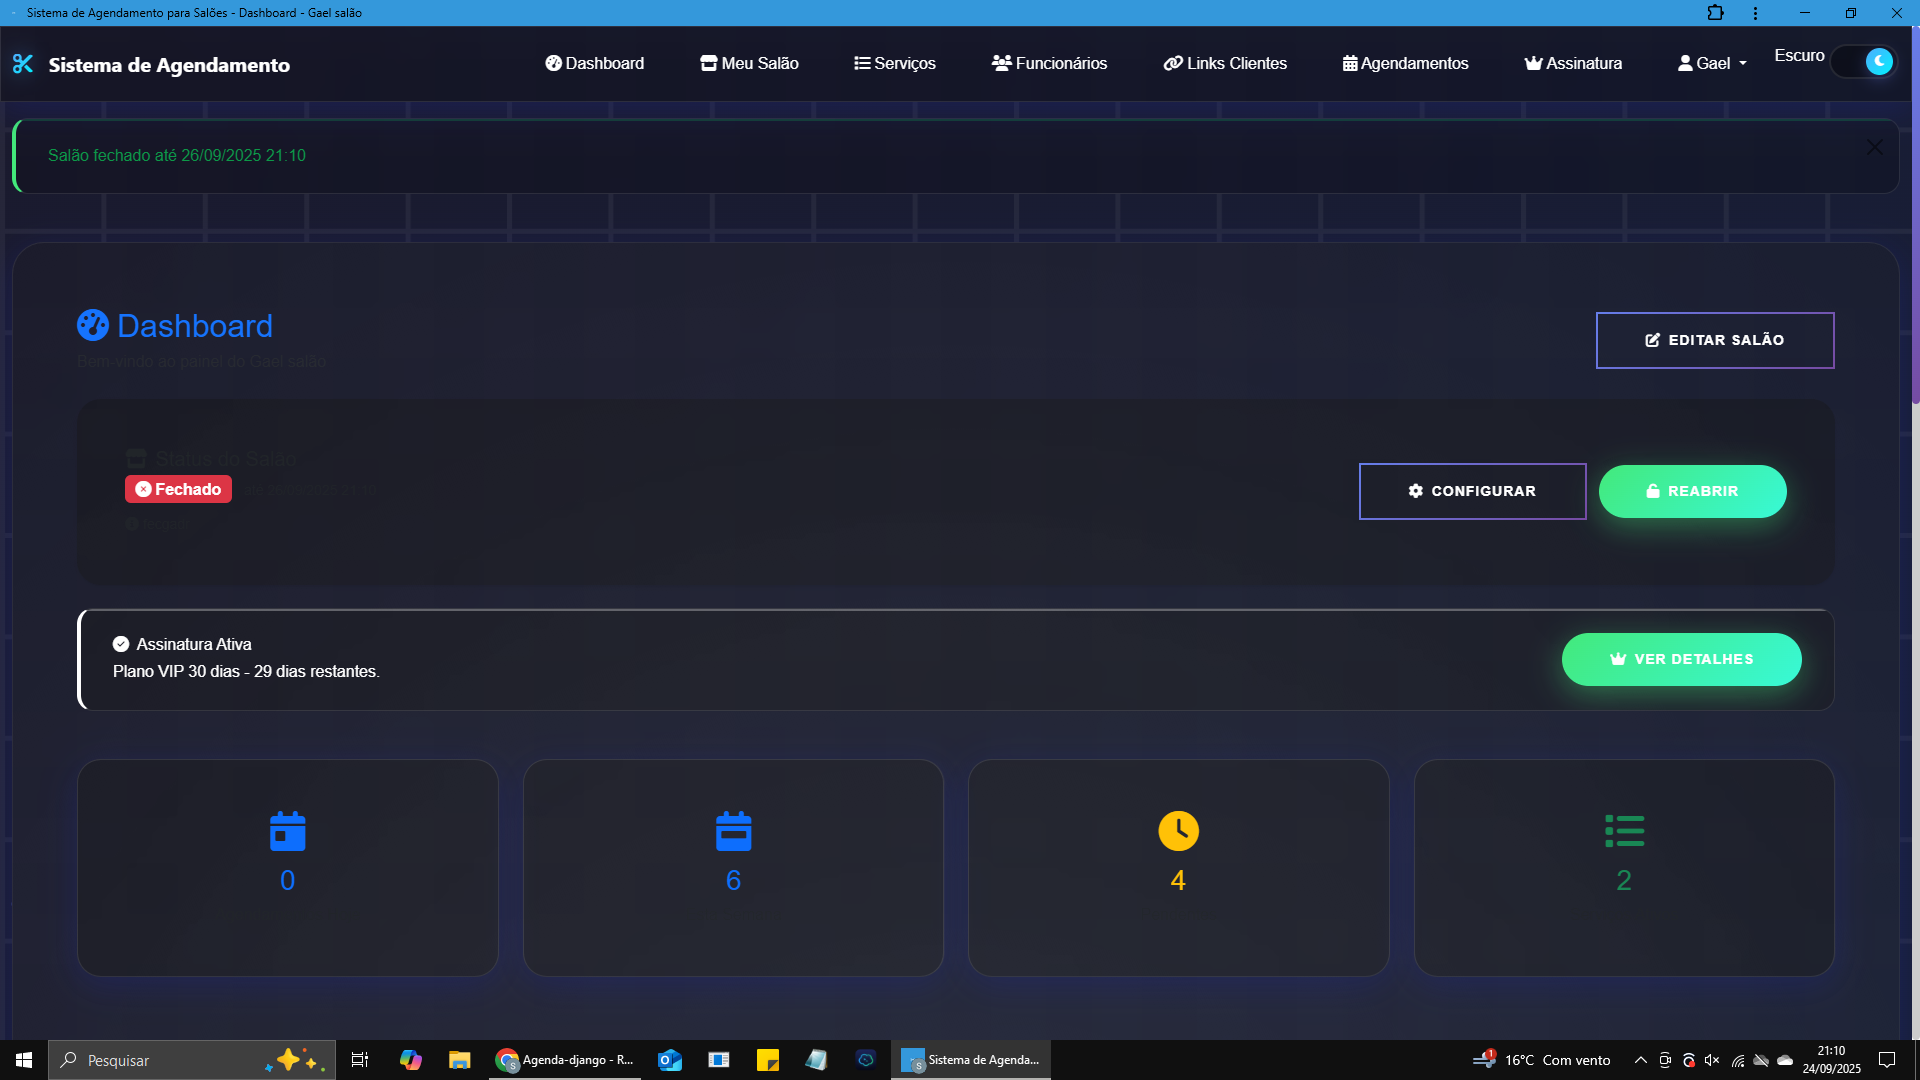 Sistema de Agendamento para Salões - Dashboard - Gael salão
Sistema de Agendamento
Dashboard
Meu Salão
Serviços
Funcionários
Links Clientes
Agendamentos
Assinatura
Gael
Escuro
Salão fechado até 26/09/2025 21:10
Dashboard
Bem-vindo ao painel do Gael salão
EDITAR SALÃO
Status do Salão
Fechado
até 26/09/2025 21:10
CONFIGURAR
REABRIR
Assinatura Ativa
Plano VIP 30 dias - 29 dias restantes.
VER DETALHES
0
6
4
2
Pesquisar
Agenda-django - R...
Sistema de Agenda...
1
16°C Com vento
21:10
24/09/2025